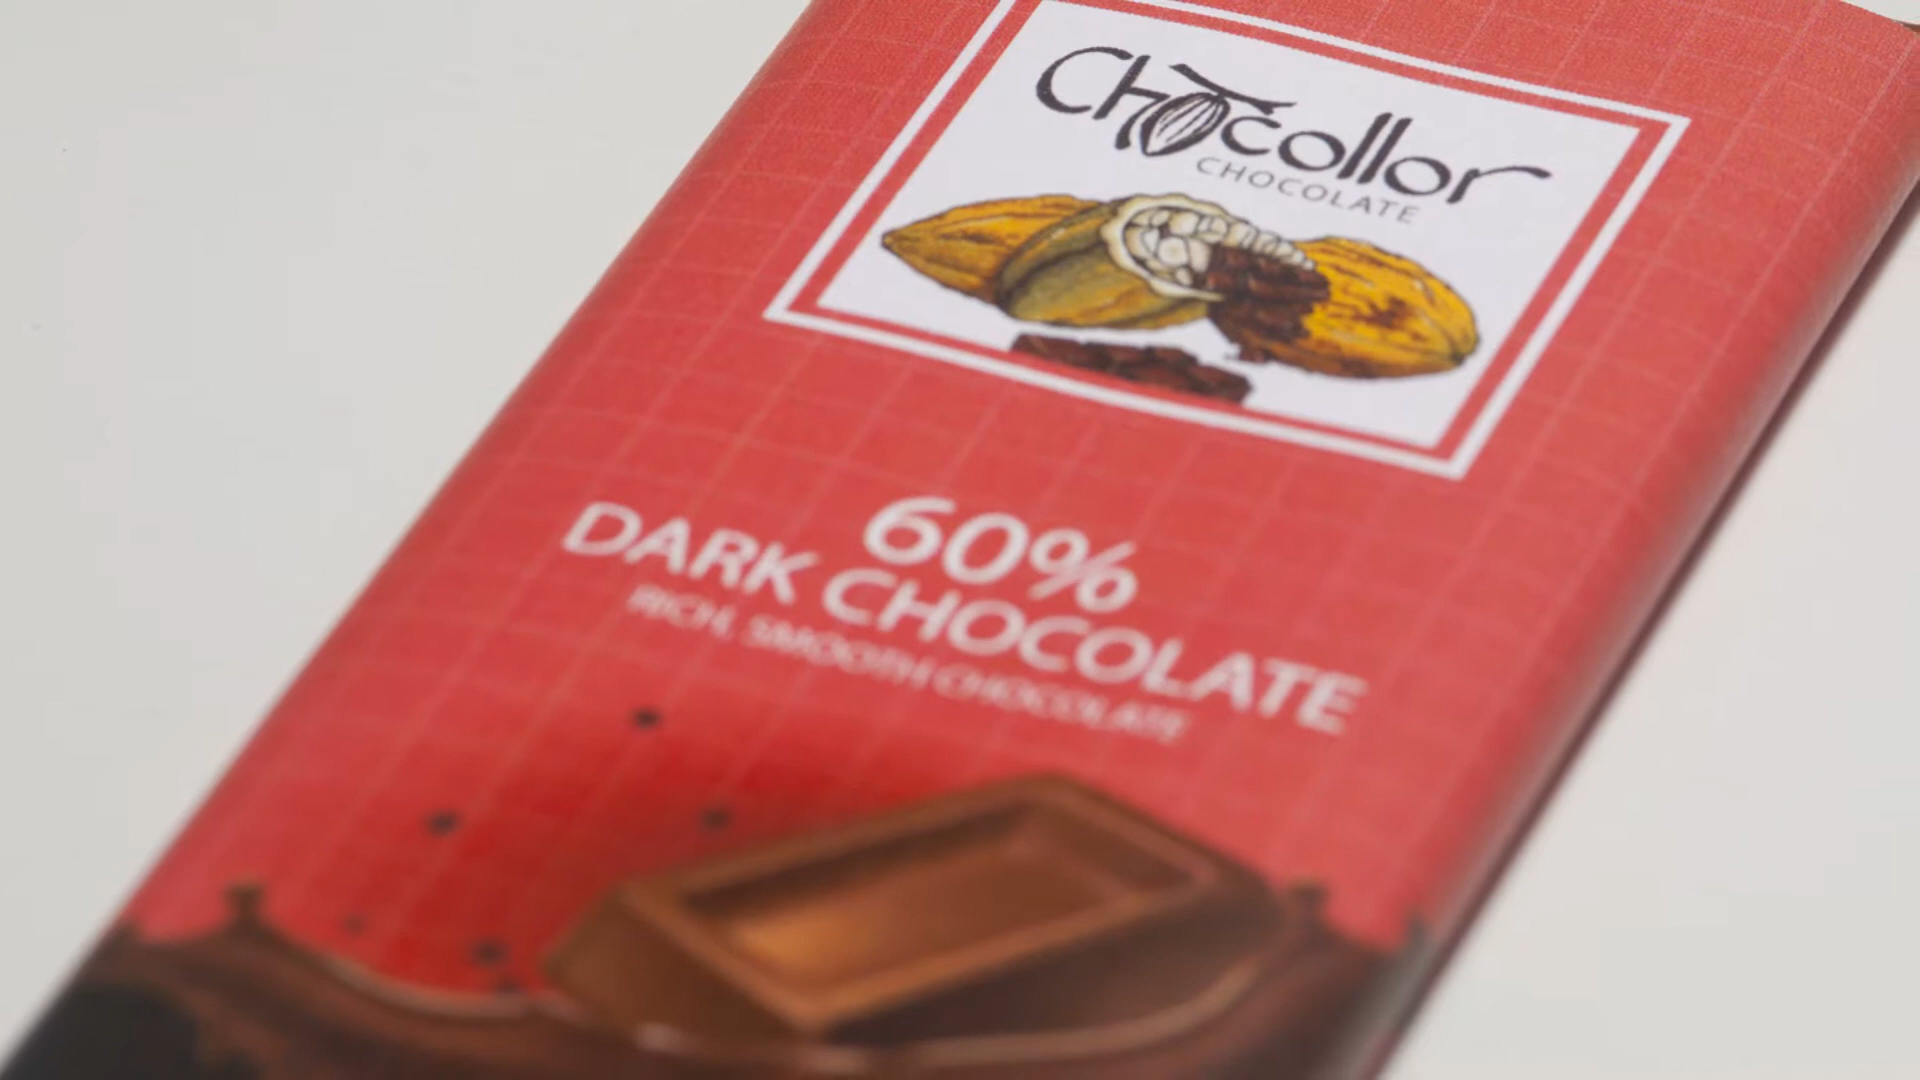 Chocollor
CHOCOLATE
60%
DARK CHOCOLATE
RICH, SMOOTH CHOCOLATE